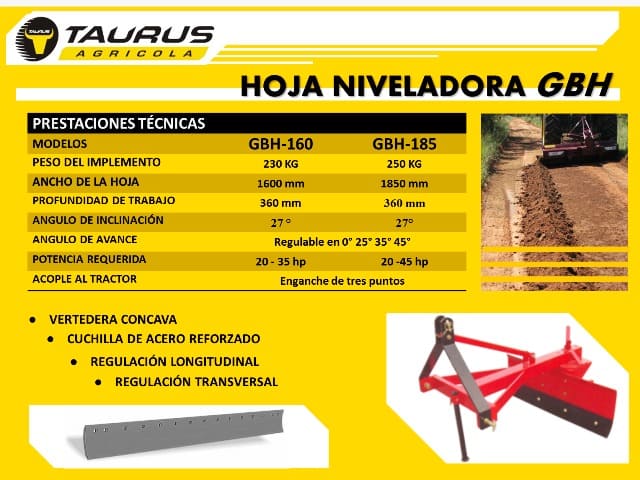 TAURUS
AGRICOLA
HOJA NIVELADORA GBH
PRESTACIONES TÉCNICAS
MODELOS GBH-160 GBH-185
PESO DEL IMPLEMENTO 230 KG 250 KG
ANCHO DE LA HOJA 1600 mm 1850 mm
PROFUNDIDAD DE TRABAJO 360 mm 360 mm
ANGULO DE INCLINACIÓN 27 ° 27°
ANGULO DE AVANCE Regulable en 0° 25° 35° 45°
POTENCIA REQUERIDA 20 - 35 hp 20 -45 hp
ACOPLE AL TRACTOR Enganche de tres puntos
● VERTEDERA CONCAVA
● CUCHILLA DE ACERO REFORZADO
● REGULACIÓN LONGITUDINAL
● REGULACIÓN TRANSVERSAL